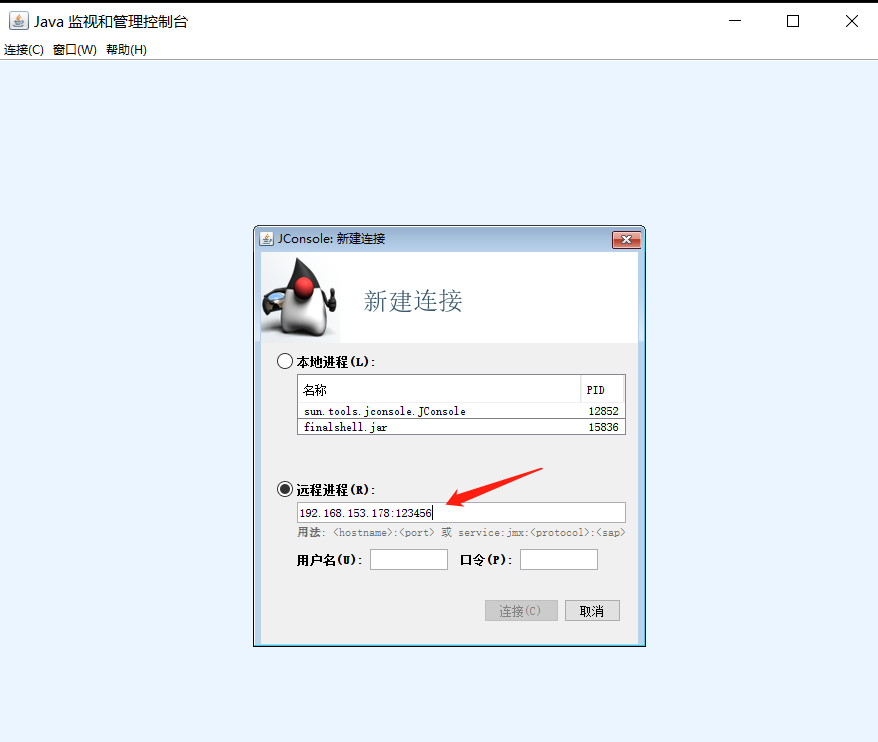 Java 监视和管理控制台
连接(C) 窗口(W) 帮助(H)
JConsole: 新建连接
新建连接
本地进程(L):
名称 PID
sun.tools.jconsole.JConsole 12852
finalshell.jar 15836
远程进程(R):
192.168.153.178:123456
用法: <hostname>:<port> 或 service:jmx:<protocol>:<sap>
用户名(U): 口令(P):
连接(C) 取消